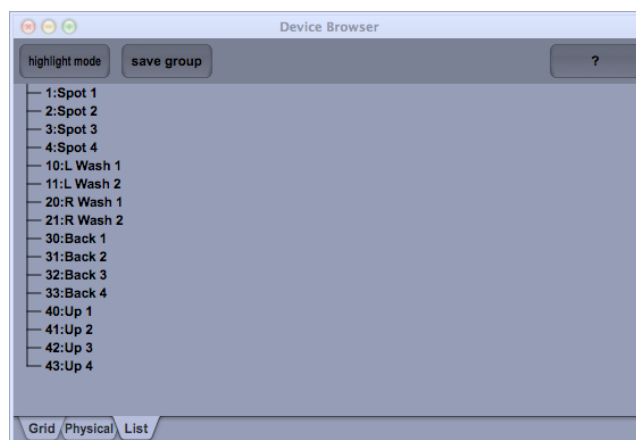 Device Browser
highlight mode save group ?
1:Spot 1
2:Spot 2
3:Spot 3
4:Spot 4
10:L Wash 1
11:L Wash 2
20:R Wash 1
21:R Wash 2
30:Back 1
31:Back 2
32:Back 3
33:Back 4
40:Up 1
41:Up 2
42:Up 3
43:Up 4
Grid Physical List